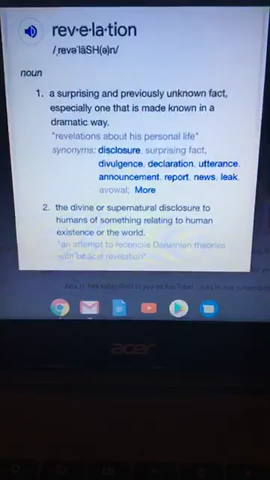 rev·e·la·tion
/ˌrevəˈlāSH(ə)n/
noun
1. a surprising and previously unknown fact,
especially one that is made known in a
dramatic way.
"revelations about his personal life"
synonyms: disclosure, surprising fact,
divulgence, declaration, utterance,
announcement, report, news, leak,
avowal; More
2. the divine or supernatural disclosure to
humans of something relating to human
existence or the world.
"an attempt to reconcile Darwinian theories
with biblical revelation"
acer